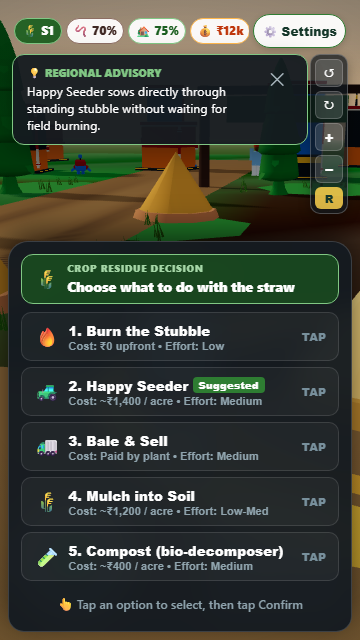 S1
70%
75%
₹12k
Settings
REGIONAL ADVISORY
Happy Seeder sows directly through
standing stubble without waiting for
field burning.
R
CROP RESIDUE DECISION
Choose what to do with the straw
1. Burn the Stubble
Cost: ₹0 upfront • Effort: Low
TAP
2. Happy Seeder Suggested
Cost: ~₹1,400 / acre • Effort: Medium
TAP
3. Bale & Sell
Cost: Paid by plant • Effort: Medium
TAP
4. Mulch into Soil
Cost: ~₹1,200 / acre • Effort: Low-Med
TAP
5. Compost (bio-decomposer)
Cost: ~₹400 / acre • Effort: Medium
TAP
Tap an option to select, then tap Confirm